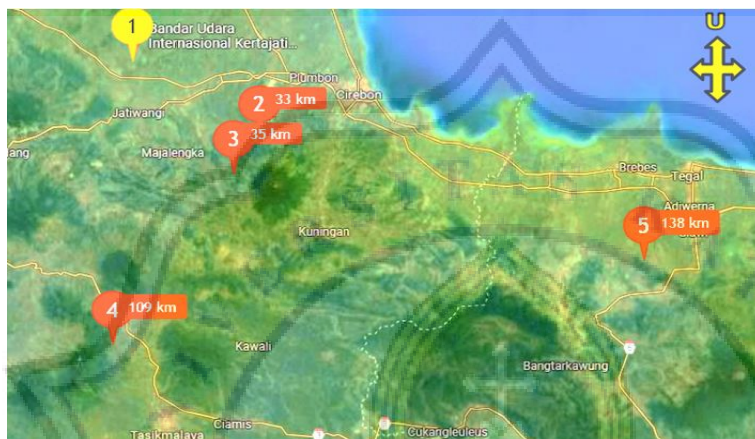 1
Bandar Udara
Internasional Kertajati...
U
Plumbon
2 33 km
Cirebon
Jatiwangi
3 35 km
Majalengka
Brebes
Tegal
Adiwerna
5 138 km
Kuningan
4 109 km
Kawali
Bangtarkawung
Ciamis
Tasikmalaya
Cukangleuleus